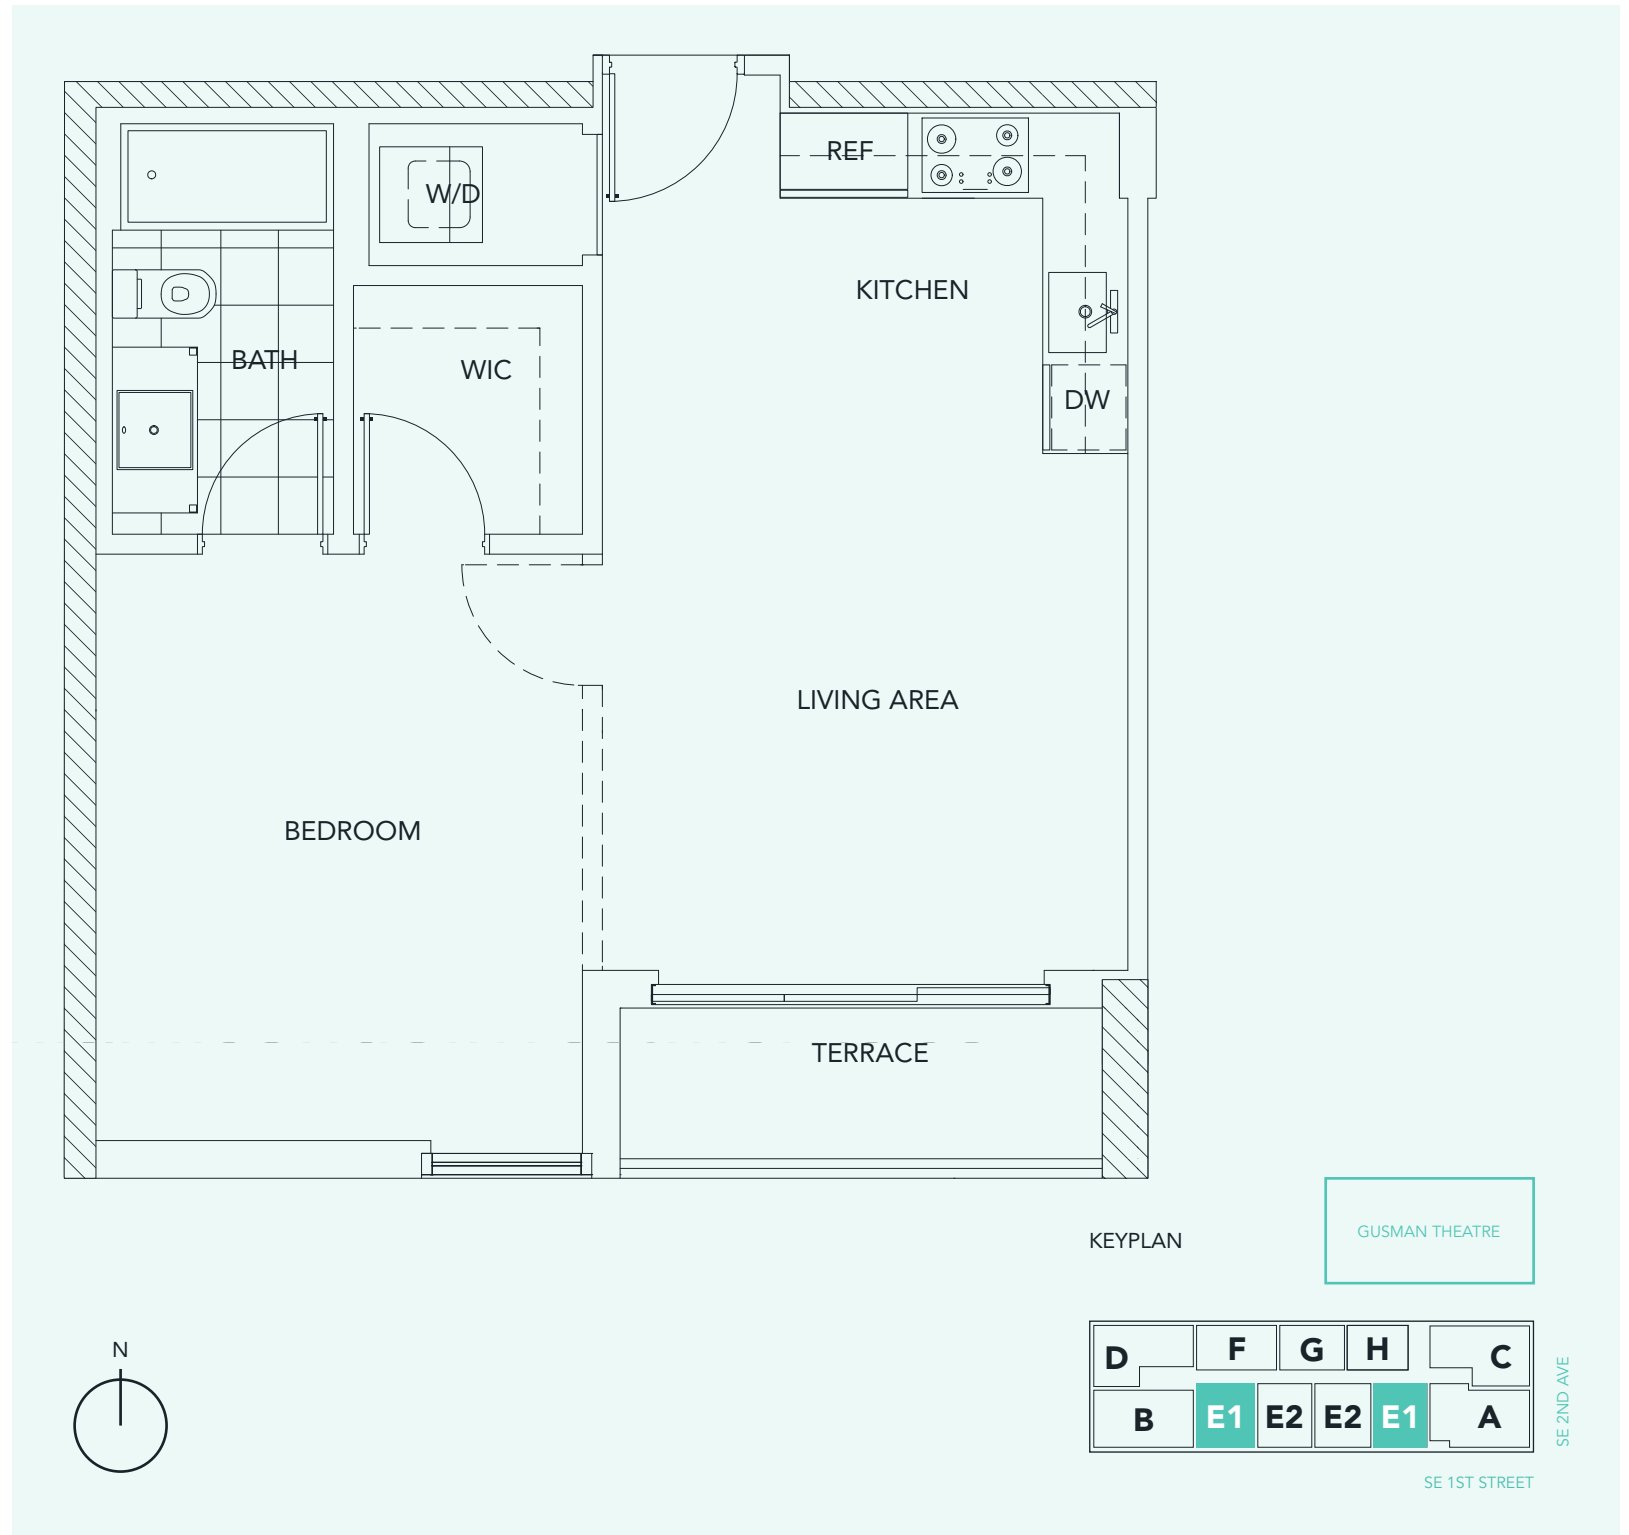 REF
W/D
KITCHEN
BATH
WIC
DW
LIVING AREA
BEDROOM
TERRACE
KEYPLAN
GUSMAN THEATRE
N
D
F
G
H
C
B
E1
E2
E2
E1
A
SE 2ND AVE
SE 1ST STREET